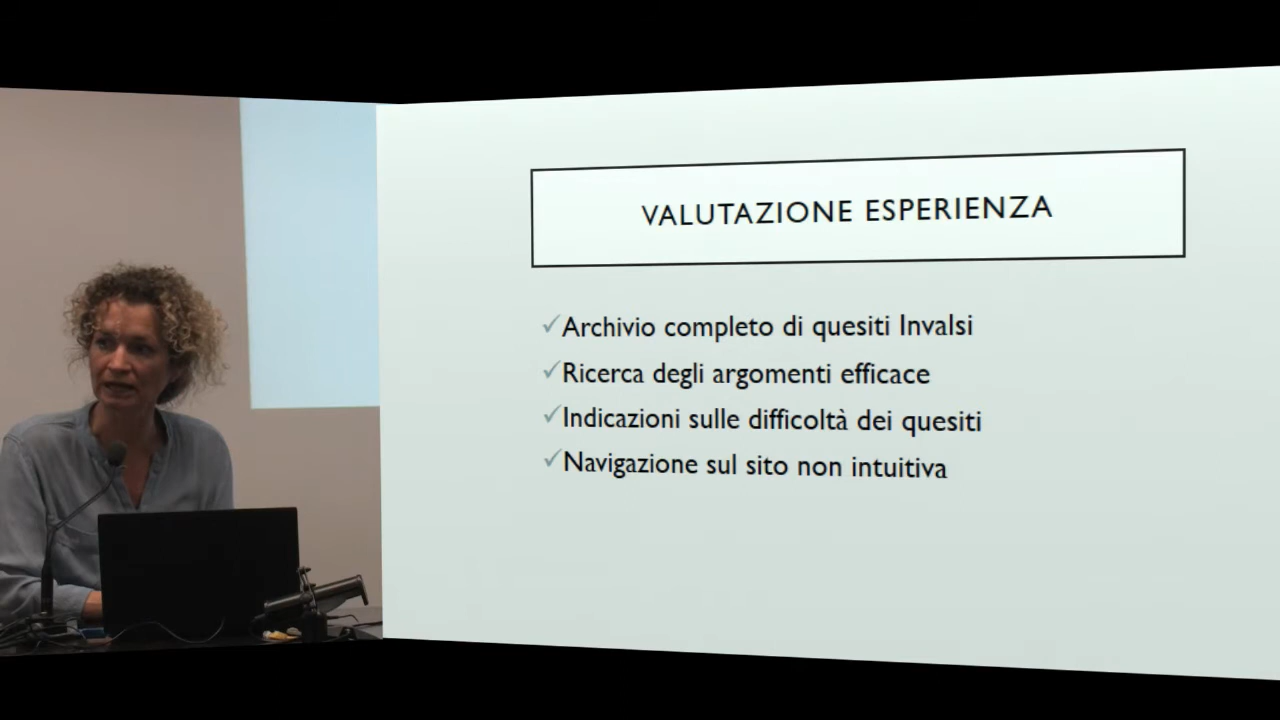 VALUTAZIONE ESPERIENZA
Archivio completo di quesiti Invalsi
Ricerca degli argomenti efficace
Indicazioni sulle difficoltà dei quesiti
Navigazione sul sito non intuitiva